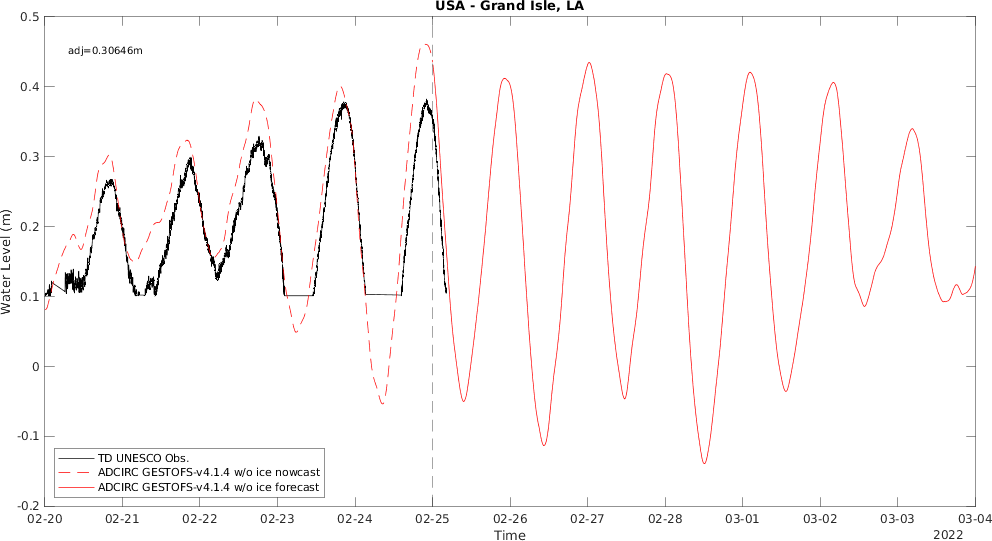 USA - Grand Isle, LA
adj=0.30646m
0.5
0.4
0.3
0.2
0.1
0
-0.1
-0.2
Water Level (m)
TD UNESCO Obs.
ADCIRC GESTOFS-v4.1.4 w/o ice nowcast
ADCIRC GESTOFS-v4.1.4 w/o ice forecast
02-20 02-21 02-22 02-23 02-24 02-25 02-26 02-27 02-28 03-01 03-02 03-03 03-04
Time
2022